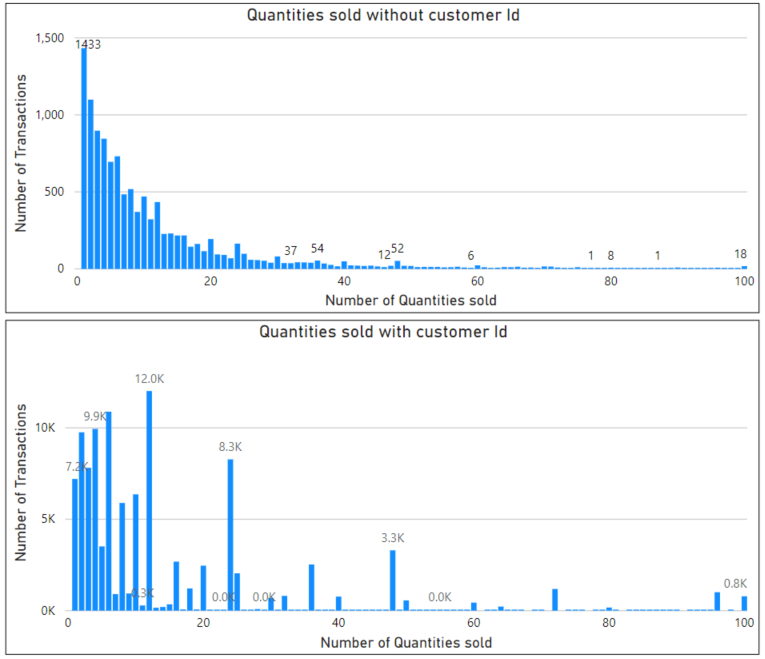 Quantities sold without customer Id
1,500
1433
1,000
500
37
54
12
52
6
1
8
1
18
0
0
20
40
60
80
100
Number of Transactions
Number of Quantities sold
Quantities sold with customer Id
12.0K
9.9K
10K
8.3K
7.2K
5K
3.3K
0.3K
0.0K
0.0K
0.0K
0.8K
0K
0
20
40
60
80
100
Number of Transactions
Number of Quantities sold